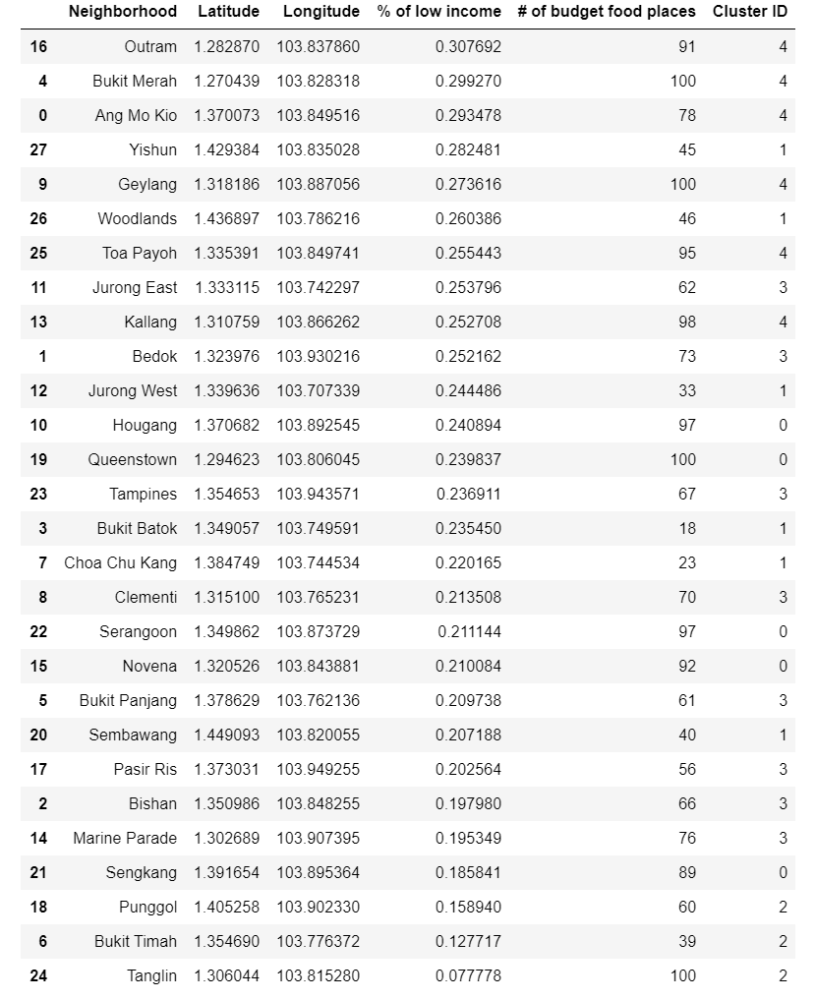 Neighborhood Latitude Longitude % of low income # of budget food places Cluster ID
16 Outram 1.282870 103.837860 0.307692 91 4
4 Bukit Merah 1.270439 103.828318 0.299270 100 4
0 Ang Mo Kio 1.370073 103.849516 0.293478 78 4
27 Yishun 1.429384 103.835028 0.282481 45 1
9 Geylang 1.318186 103.887056 0.273616 100 4
26 Woodlands 1.436897 103.786216 0.260386 46 1
25 Toa Payoh 1.335391 103.849741 0.255443 95 4
11 Jurong East 1.333115 103.742297 0.253796 62 3
13 Kallang 1.310759 103.866262 0.252708 98 4
1 Bedok 1.323976 103.930216 0.252162 73 3
12 Jurong West 1.339636 103.707339 0.244486 33 1
10 Hougang 1.370682 103.892545 0.240894 97 0
19 Queenstown 1.294623 103.806045 0.239837 100 0
23 Tampines 1.354653 103.943571 0.236911 67 3
3 Bukit Batok 1.349057 103.749591 0.235450 18 1
7 Choa Chu Kang 1.384749 103.744534 0.220165 23 1
8 Clementi 1.315100 103.765231 0.213508 70 3
22 Serangoon 1.349862 103.873729 0.211144 97 0
15 Novena 1.320526 103.843881 0.210084 92 0
5 Bukit Panjang 1.378629 103.762136 0.209738 61 3
20 Sembawang 1.449093 103.820055 0.207188 40 1
17 Pasir Ris 1.373031 103.949255 0.202564 56 3
2 Bishan 1.350986 103.848255 0.197980 66 3
14 Marine Parade 1.302689 103.907395 0.195349 76 3
21 Sengkang 1.391654 103.895364 0.185841 89 0
18 Punggol 1.405258 103.902330 0.158940 60 2
6 Bukit Timah 1.354690 103.776372 0.127717 39 2
24 Tanglin 1.306044 103.815280 0.077778 100 2